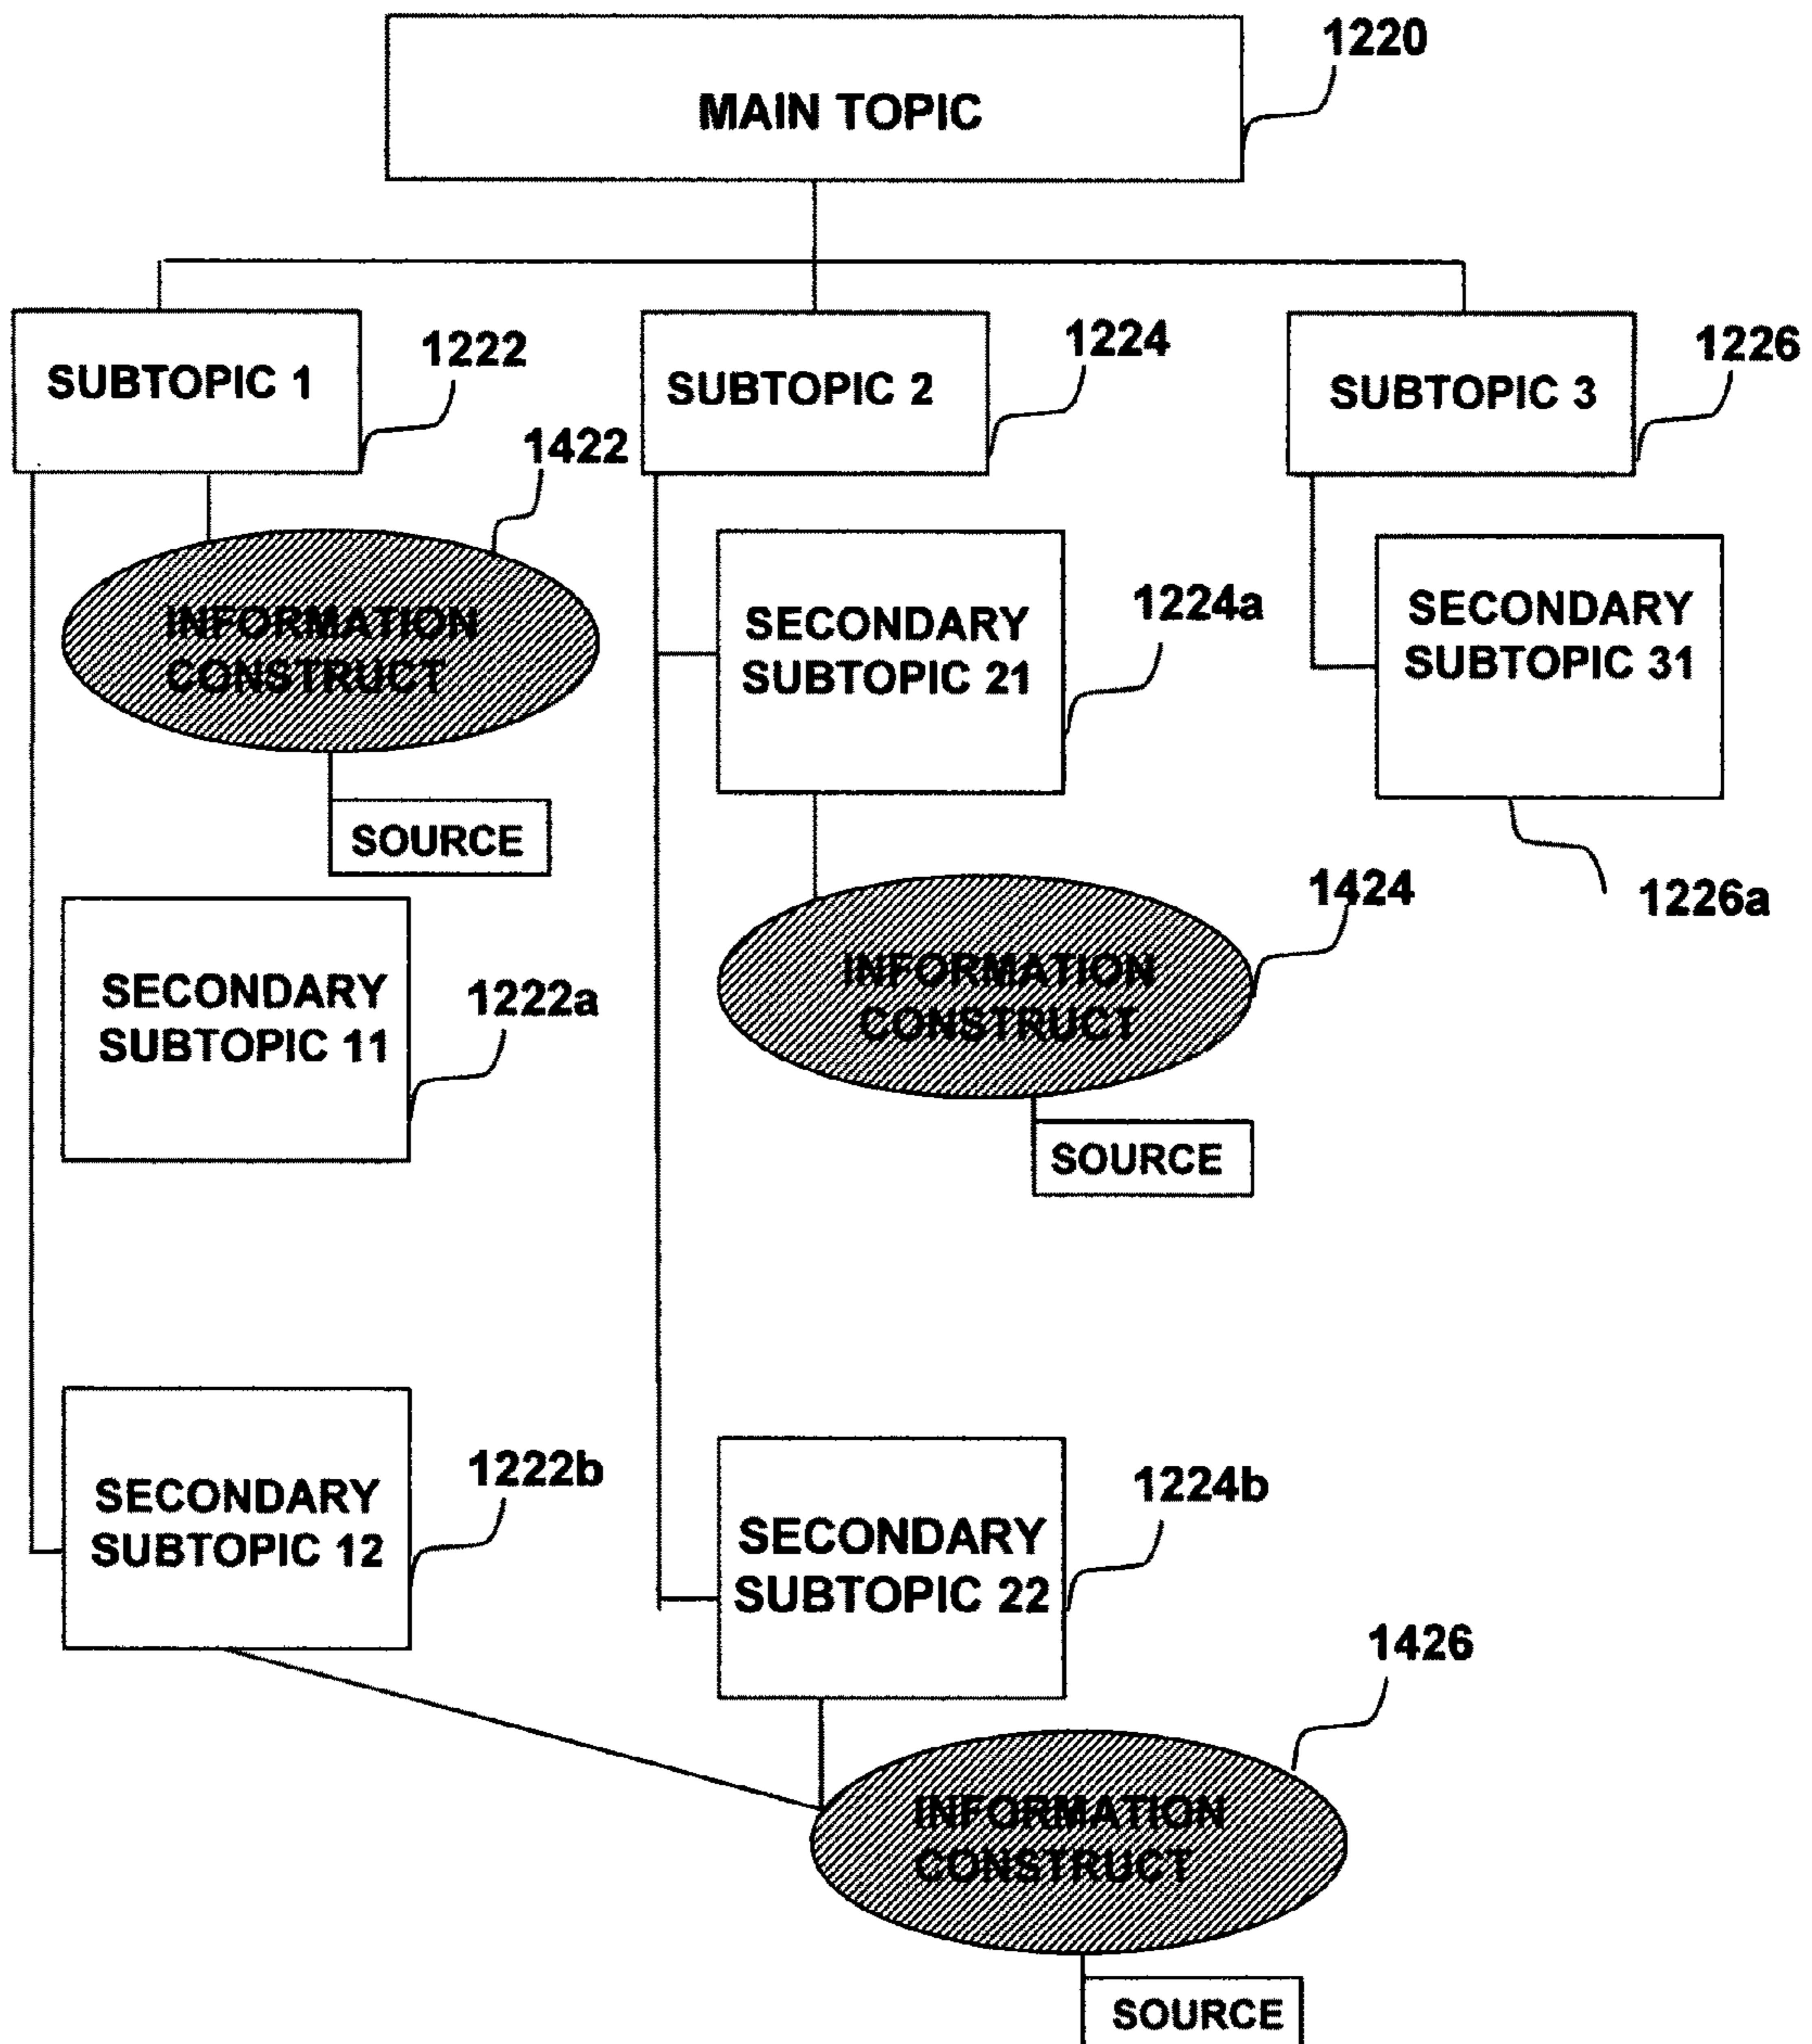 1220
MAIN TOPIC
SUBTOPIC 1
1222
SUBTOPIC 2
1224
SUBTOPIC 3
1226
1422
INFORMATION
CONSTRUCT
SOURCE
SECONDARY
SUBTOPIC 21
1224a
SECONDARY
SUBTOPIC 31
1226a
INFORMATION
CONSTRUCT
1424
SOURCE
SECONDARY
SUBTOPIC 11
1222a
SECONDARY
SUBTOPIC 12
1222b
SECONDARY
SUBTOPIC 22
1224b
1426
INFORMATION
CONSTRUCT
SOURCE